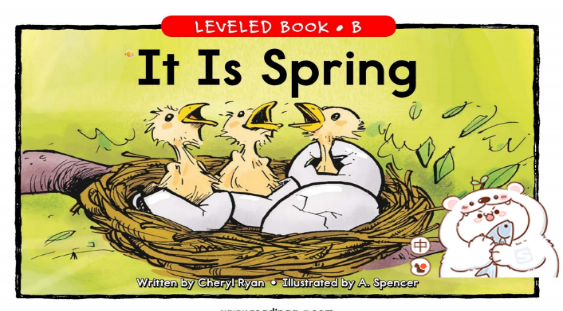 LEVELED BOOK • B
It Is Spring
中
Written by Cheryl Ryan • Illustrated by A. Spencer